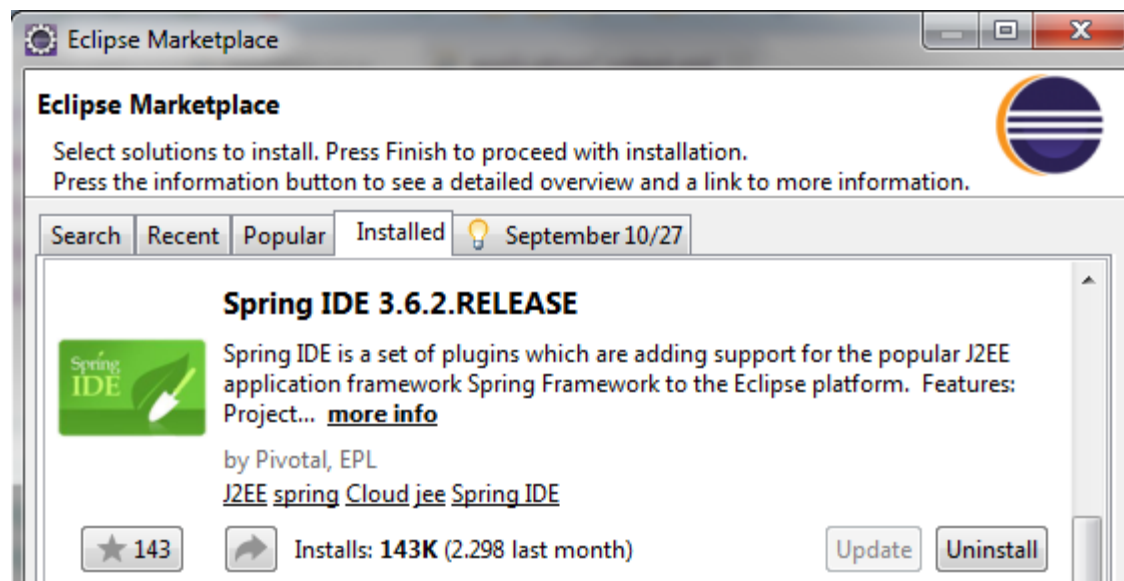 Eclipse Marketplace
Eclipse Marketplace
Select solutions to install. Press Finish to proceed with installation.
Press the information button to see a detailed overview and a link to more information.
Search Recent Popular Installed September 10/27
Spring IDE 3.6.2.RELEASE
Spring IDE
Spring IDE is a set of plugins which are adding support for the popular J2EE
application framework Spring Framework to the Eclipse platform. Features:
Project... more info
by Pivotal, EPL
J2EE spring Cloud jee Spring IDE
143 Installs: 143K (2.298 last month) Update Uninstall